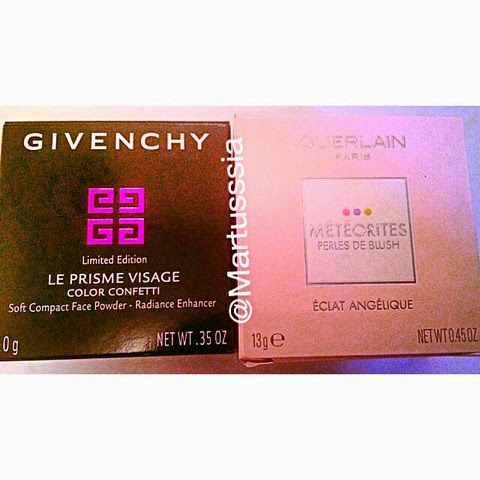 GIVENCHY
Limited Edition
LE PRISME VISAGE
COLOR CONFETTI
Soft Compact Face Powder - Radiance Enhancer
0g
NET WT .35 OZ
@Martusssia
GUERLAIN
PARIS
MÉTÉORITES
PERLES DE BLUSH
ÉCLAT ANGÉLIQUE
13g e
NET WT 0.45 OZ